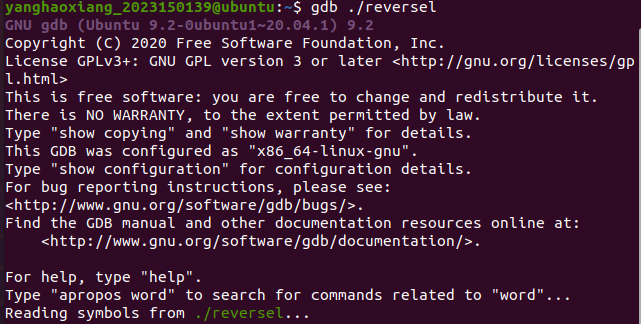 yanghaoxiang_2023150139@ubuntu:~$ gdb ./reversel
GNU gdb (Ubuntu 9.2-0ubuntu1~20.04.1) 9.2
Copyright (C) 2020 Free Software Foundation, Inc.
License GPLv3+: GNU GPL version 3 or later <http://gnu.org/licenses/gp
l.html>
This is free software: you are free to change and redistribute it.
There is NO WARRANTY, to the extent permitted by law.
Type "show copying" and "show warranty" for details.
This GDB was configured as "x86_64-linux-gnu".
Type "show configuration" for configuration details.
For bug reporting instructions, please see:
<http://www.gnu.org/software/gdb/bugs/>.
Find the GDB manual and other documentation resources online at:
    <http://www.gnu.org/software/gdb/documentation/>.

For help, type "help".
Type "apropos word" to search for commands related to "word"...
Reading symbols from ./reversel...